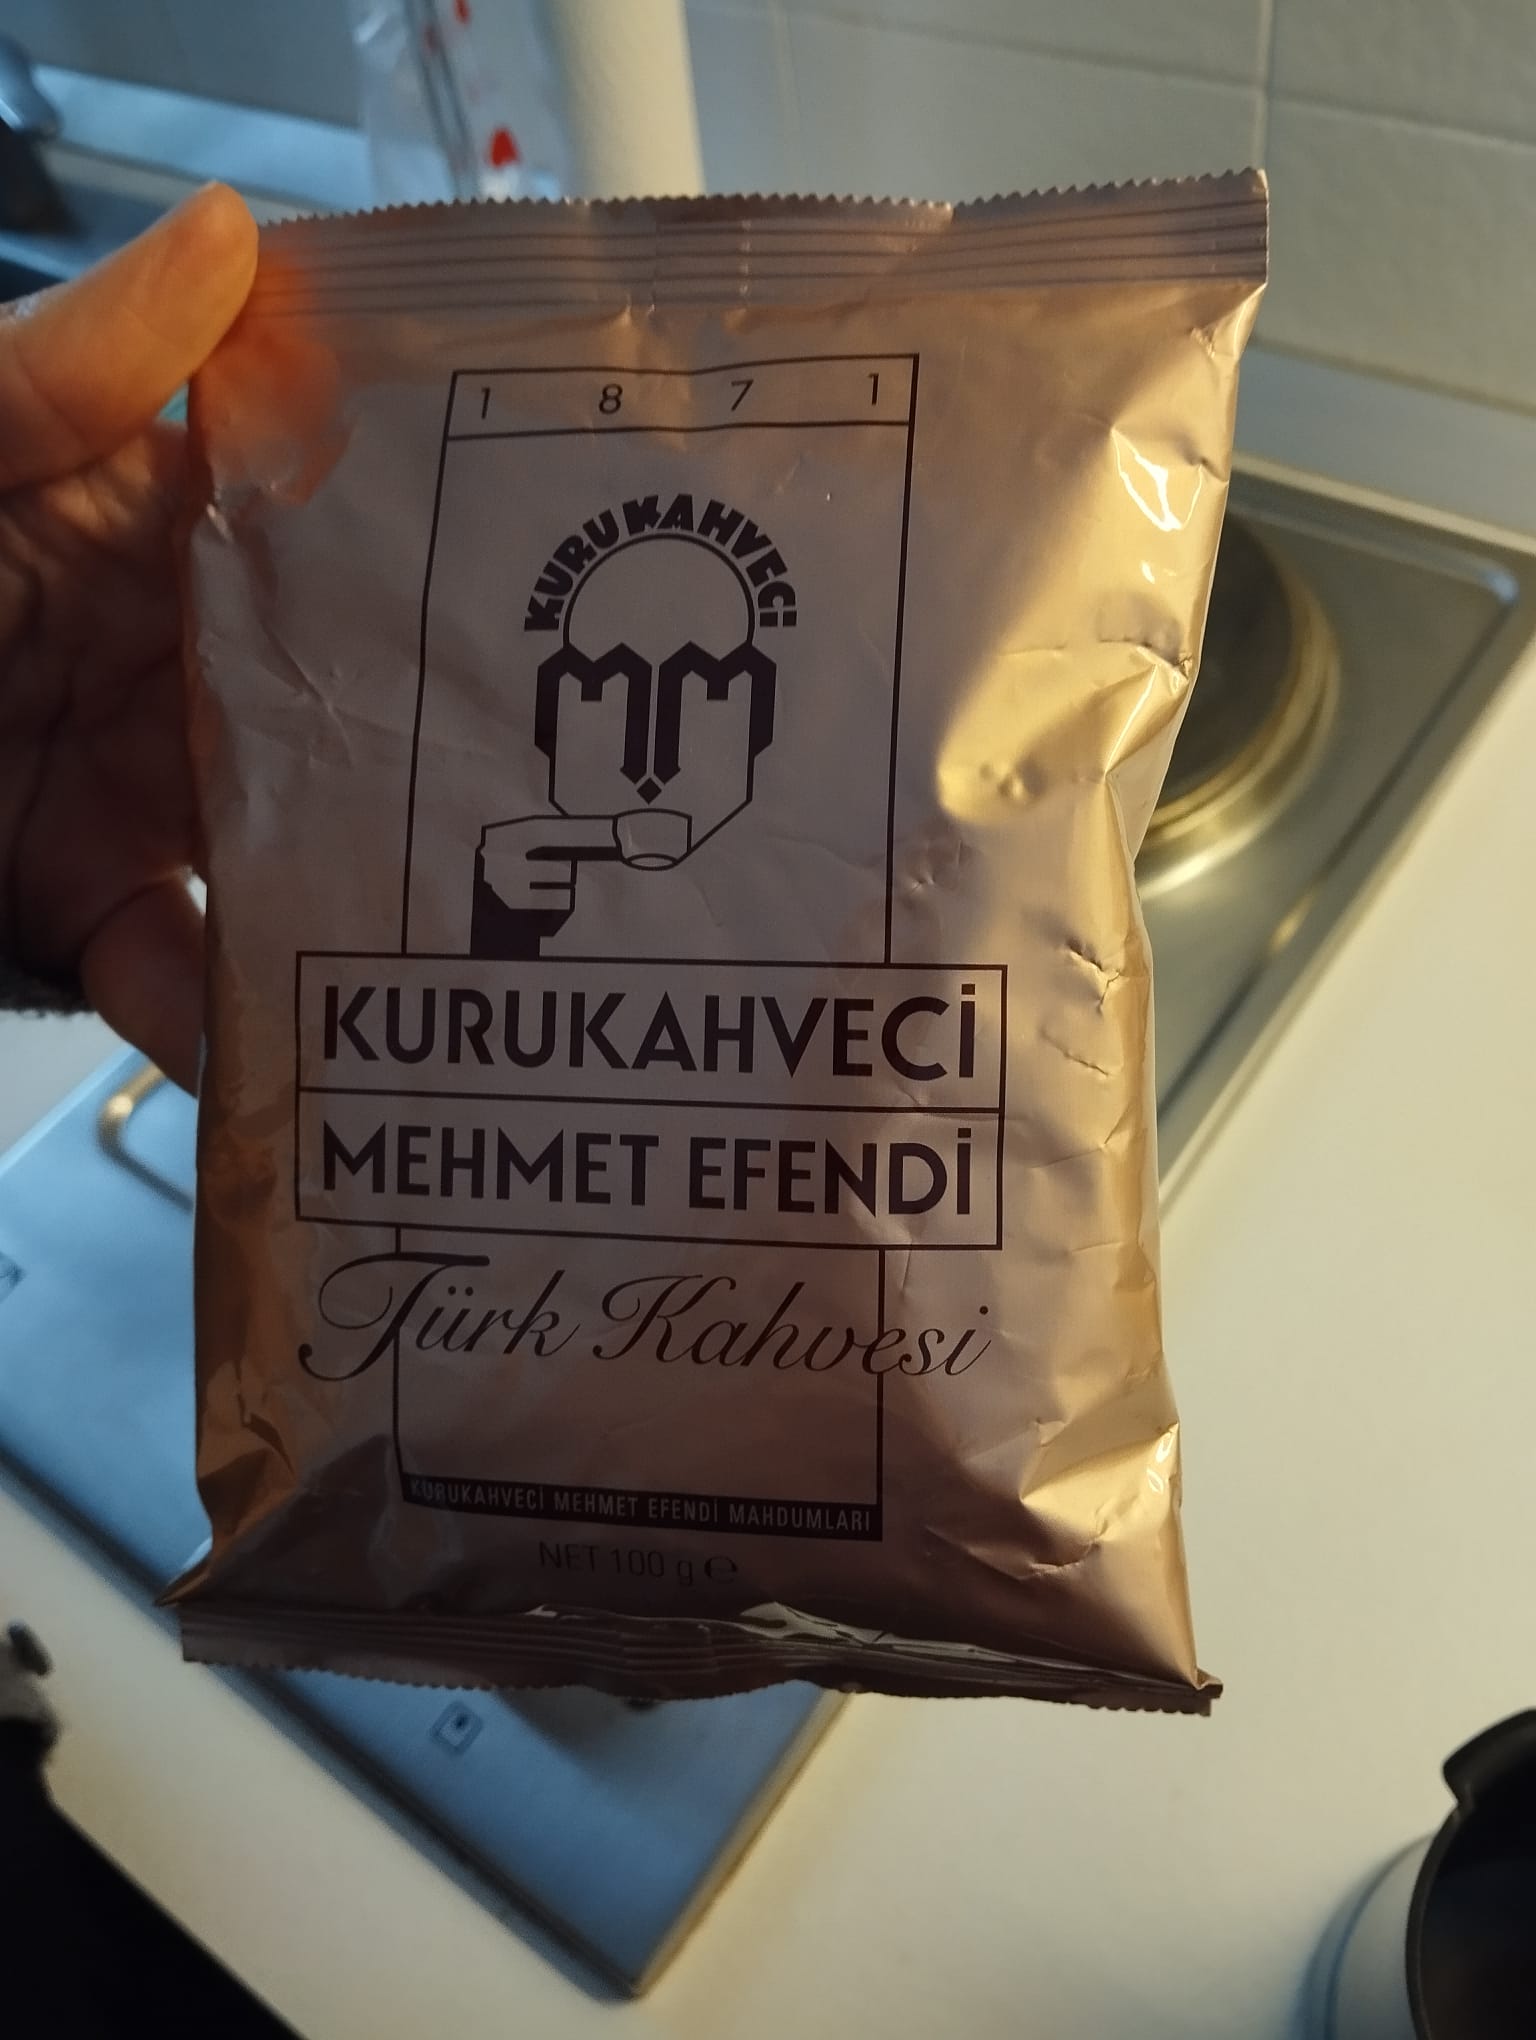 1 8 7 1
KURUKAHVECİ
KURUKAHVECİ
MEHMET EFENDİ
Türk Kahvesi
KURUKAHVECİ MEHMET EFENDİ MAHDUMLARI
NET 100 g ℮